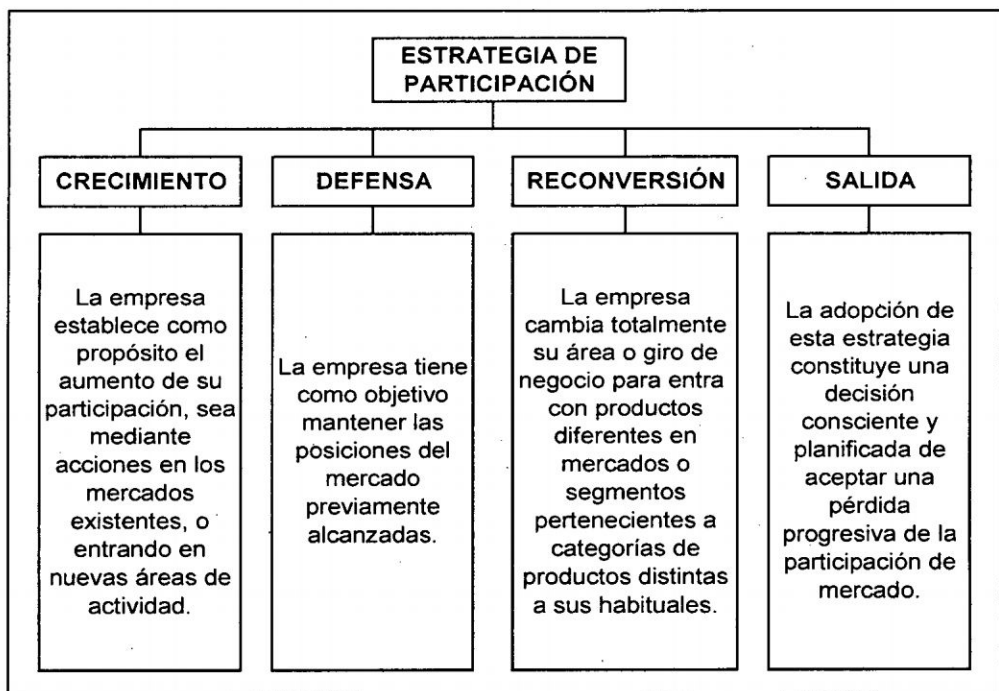 ESTRATEGIA DE
PARTICIPACIÓN
CRECIMIENTO
DEFENSA
RECONVERSIÓN
SALIDA
La empresa
establece como
propósito el
aumento de su
participación, sea
mediante
acciones en los
mercados
existentes, o
entrando en
nuevas áreas de
actividad.
La empresa tiene
como objetivo
mantener las
posiciones del
mercado
previamente
alcanzadas.
La empresa
cambia totalmente
su área o giro de
negocio para entra
con productos
diferentes en
mercados o
segmentos
pertenecientes a
categorías de
productos distintas
a sus habituales.
La adopción de
esta estrategia
constituye una
decisión
consciente y
planificada de
aceptar una
pérdida
progresiva de la
participación de
mercado.